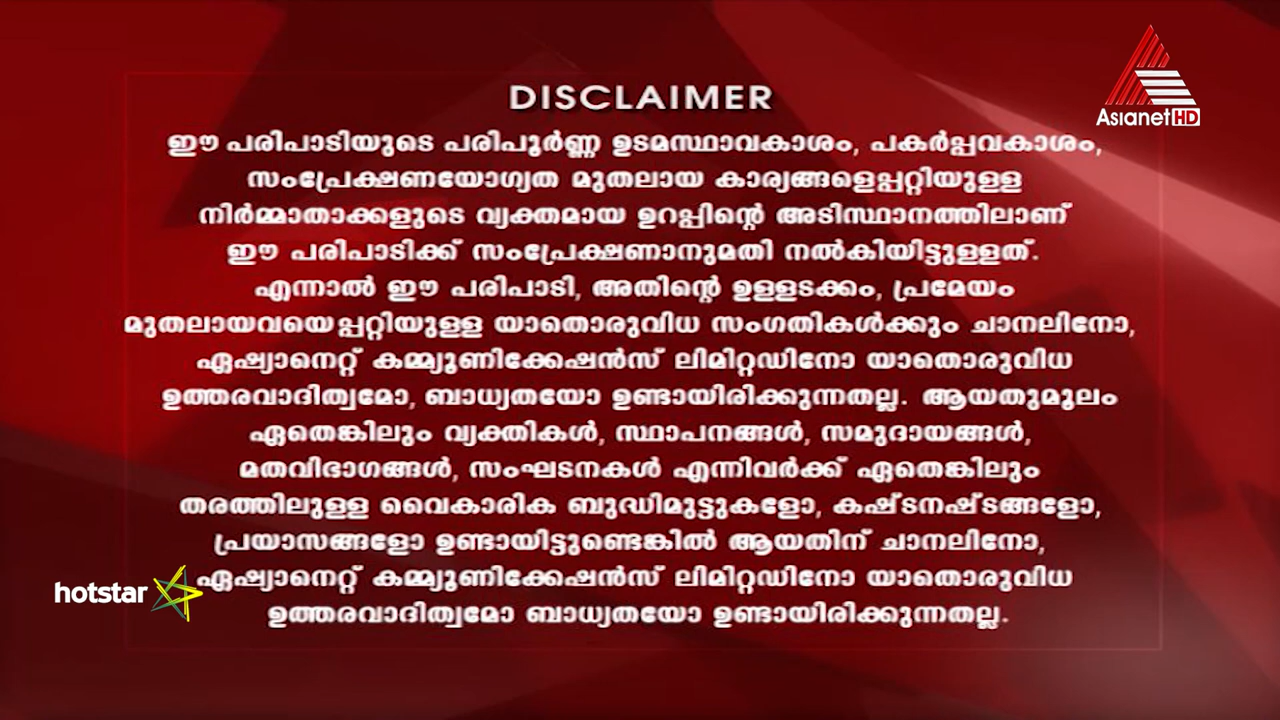 DISCLAIMER
Asianet HD
ഈ പരിപാടിയുടെ പരിപൂർണ്ണ ഉടമസ്ഥാവകാശം, പകർപ്പവകാശം,
സംപ്രേക്ഷണയോഗ്യത മുതലായ കാര്യങ്ങളെപ്പറ്റിയുള്ള
നിർമ്മാതാക്കളുടെ വ്യക്തമായ ഉറപ്പിന്റെ അടിസ്ഥാനത്തിലാണ്
ഈ പരിപാടിക്ക് സംപ്രേക്ഷണാനുമതി നൽകിയിട്ടുള്ളത്.
എന്നാൽ ഈ പരിപാടി, അതിന്റെ ഉള്ളടക്കം, പ്രമേയം
മുതലായവയെപ്പറ്റിയുള്ള യാതൊരുവിധ സംഗതികൾക്കും ചാനലിനോ,
ഏഷ്യാനെറ്റ് കമ്മ്യൂണിക്കേഷൻസ് ലിമിറ്റഡിനോ യാതൊരുവിധ
ഉത്തരവാദിത്വമോ, ബാധ്യതയോ ഉണ്ടായിരിക്കുന്നതല്ല. ആയതുമൂലം
ഏതെങ്കിലും വ്യക്തികൾ, സ്ഥാപനങ്ങൾ, സമുദായങ്ങൾ,
മതവിഭാഗങ്ങൾ, സംഘടനകൾ എന്നിവർക്ക് ഏതെങ്കിലും
തരത്തിലുള്ള വൈകാരിക ബുദ്ധിമുട്ടുകളോ, കഷ്ടനഷ്ടങ്ങളോ,
പ്രയാസങ്ങളോ ഉണ്ടായിട്ടുണ്ടെങ്കിൽ ആയതിന് ചാനലിനോ,
ഏഷ്യാനെറ്റ് കമ്മ്യൂണിക്കേഷൻസ് ലിമിറ്റഡിനോ യാതൊരുവിധ
ഉത്തരവാദിത്വമോ ബാധ്യതയോ ഉണ്ടായിരിക്കുന്നതല്ല.
hotstar